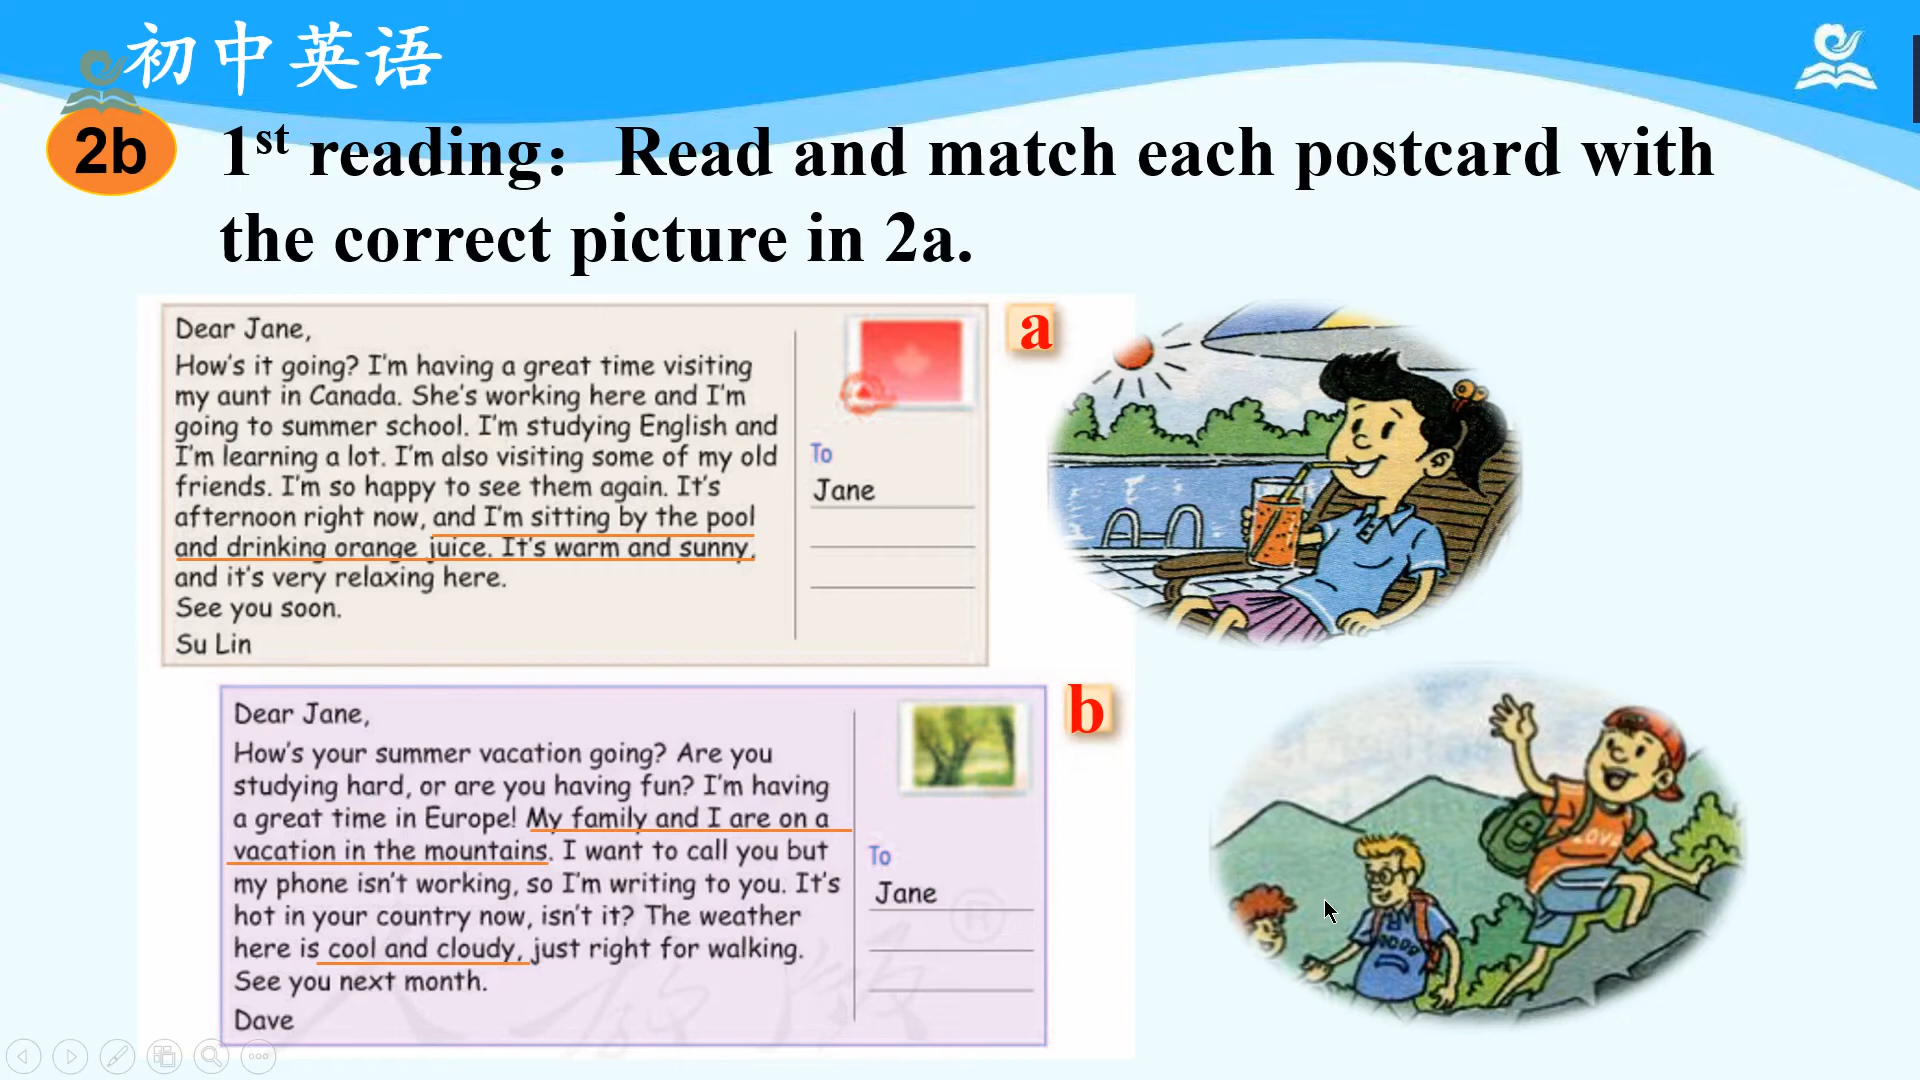 初中英语
2b
1st reading： Read and match each postcard with
the correct picture in 2a.
Dear Jane,
How's it going? I'm having a great time visiting
my aunt in Canada. She's working here and I'm
going to summer school. I'm studying English and
I'm learning a lot. I'm also visiting some of my old
friends. I'm so happy to see them again. It's
afternoon right now, and I'm sitting by the pool
and drinking orange juice. It's warm and sunny,
and it's very relaxing here.
See you soon.
Su Lin
To
Jane
a
Dear Jane,
How's your summer vacation going? Are you
studying hard, or are you having fun? I'm having
a great time in Europe! My family and I are on a
vacation in the mountains. I want to call you but
my phone isn't working, so I'm writing to you. It's
hot in your country now, isn't it? The weather
here is cool and cloudy, just right for walking.
See you next month.
Dave
To
Jane
b
LOVE
人教版
®